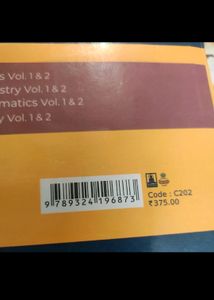 s Vol. 1 & 2
stry Vol. 1 & 2
matics Vol. 1 & 2
y Vol. 1 & 2
9 789324 196873
Code : C202
₹375.00